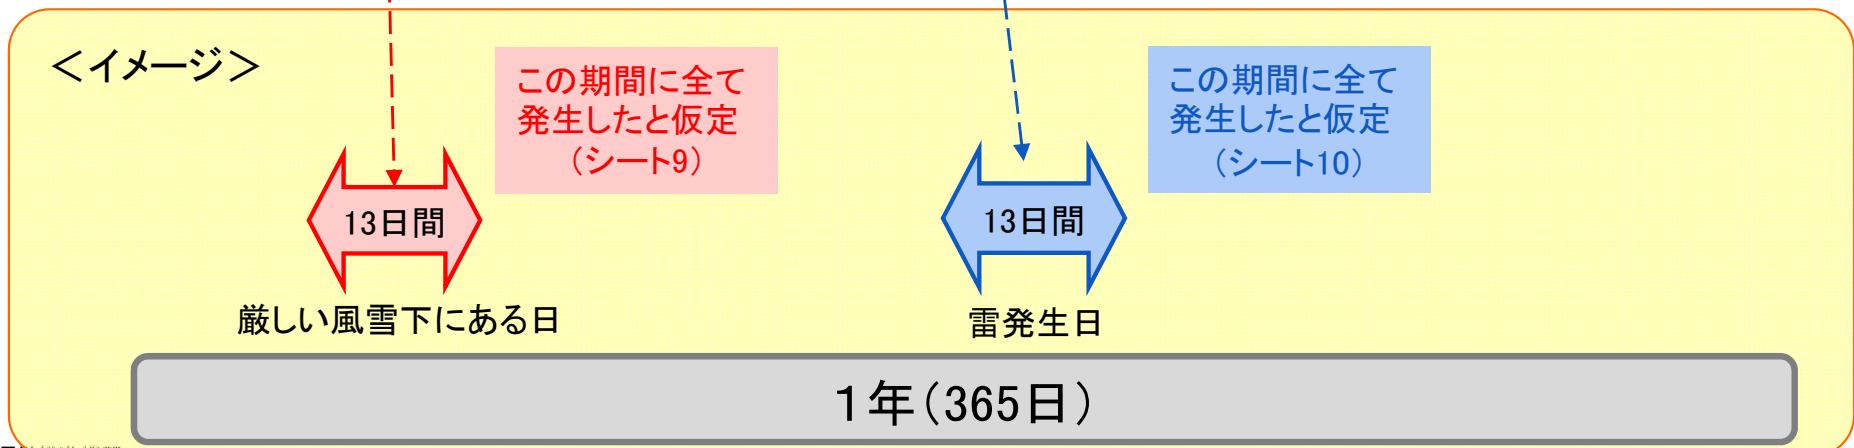 ＜イメージ＞
この期間に全て
発生したと仮定
（シート9）
この期間に全て
発生したと仮定
（シート10）
13日間
13日間
厳しい風雪下にある日
雷発生日
１年（365日）